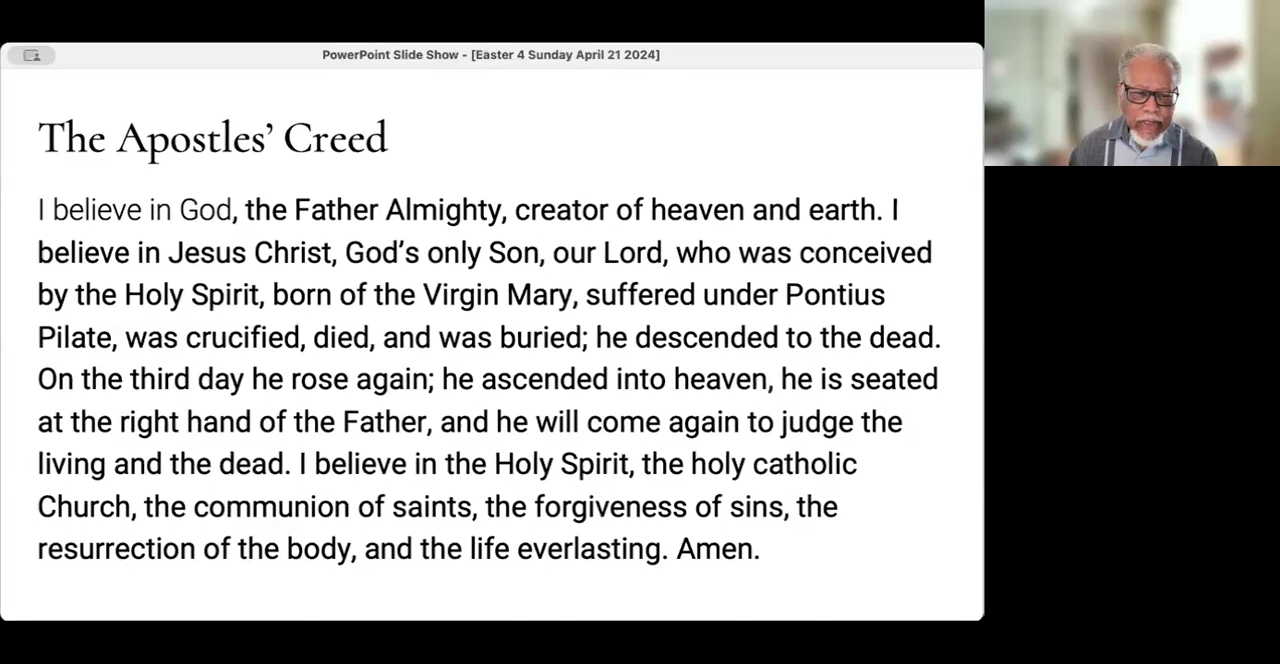 PowerPoint Slide Show - [Easter 4 Sunday April 21 2024]
The Apostles’ Creed
I believe in God, the Father Almighty, creator of heaven and earth. I
believe in Jesus Christ, God’s only Son, our Lord, who was conceived
by the Holy Spirit, born of the Virgin Mary, suffered under Pontius
Pilate, was crucified, died, and was buried; he descended to the dead.
On the third day he rose again; he ascended into heaven, he is seated
at the right hand of the Father, and he will come again to judge the
living and the dead. I believe in the Holy Spirit, the holy catholic
Church, the communion of saints, the forgiveness of sins, the
resurrection of the body, and the life everlasting. Amen.